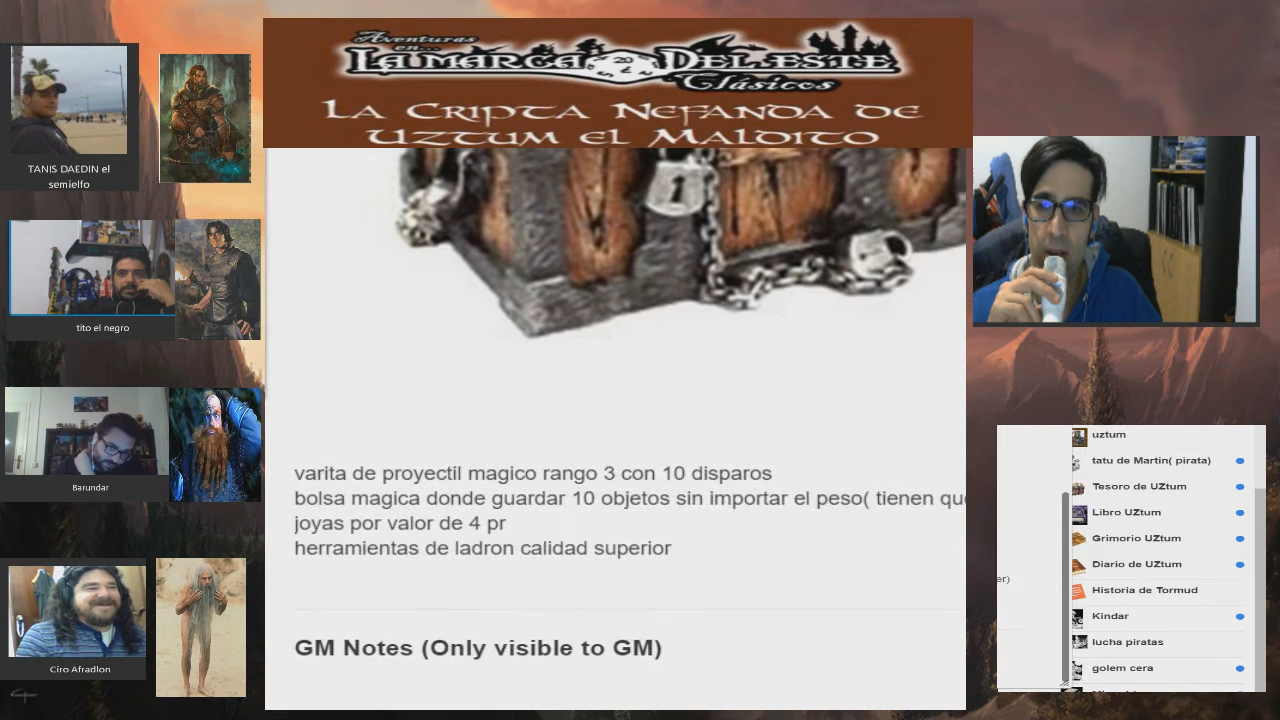 Aventuras
en...
LA MARCA DEL ESTE
Clásicos
LA CRIPTA NEFANDA DE
UZTUM EL MALDITO
TANIS DAEDIN el
semielfo
tito el negro
Barundar
Ciro Afradlon
varita de proyectil magico rango 3 con 10 disparos
bolsa magica donde guardar 10 objetos sin importar el peso( tienen que
joyas por valor de 4 pr
herramientas de ladron calidad superior
GM Notes (Only visible to GM)
er)
uztum
tatu de Martin( pirata)
Tesoro de UZtum
Libro UZtum
Grimorio UZtum
Diario de UZtum
Historia de Tormud
Kindar
lucha piratas
golem cera